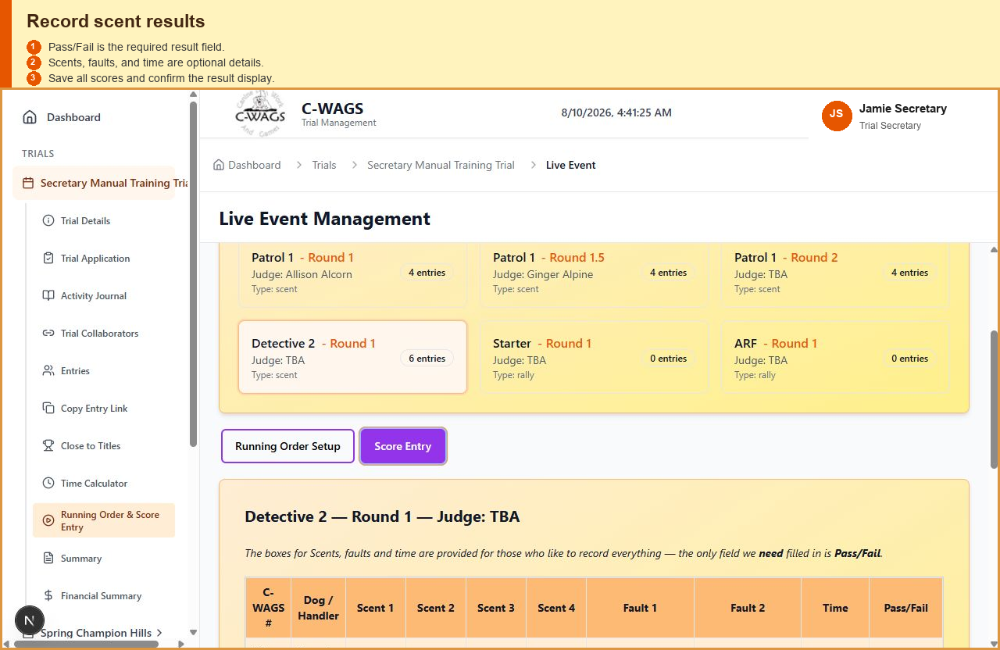 Record scent results
1 Pass/Fail is the required result field.
2 Scents, faults, and time are optional details.
3 Save all scores and confirm the result display.
Dashboard
TRIALS
Secretary Manual Training Tria
Trial Details
Trial Application
Activity Journal
Trial Collaborators
Entries
Copy Entry Link
Close to Titles
Time Calculator
Running Order & Score
Entry
Summary
Financial Summary
N
Spring Champion Hills
Canine Work
C-WAGS
And Games
C-WAGS
Trial Management
8/10/2026, 4:41:25 AM
JS
Jamie Secretary
Trial Secretary
Dashboard > Trials > Secretary Manual Training Trial > Live Event
Live Event Management
Patrol 1 - Round 1
Judge: Allison Alcorn
Type: scent
4 entries
Patrol 1 - Round 1.5
Judge: Ginger Alpine
Type: scent
4 entries
Patrol 1 - Round 2
Judge: TBA
Type: scent
4 entries
Detective 2 - Round 1
Judge: TBA
Type: scent
6 entries
Starter - Round 1
Judge: TBA
Type: rally
0 entries
ARF - Round 1
Judge: TBA
Type: rally
0 entries
Running Order Setup
Score Entry
Detective 2 — Round 1 — Judge: TBA
The boxes for Scents, faults and time are provided for those who like to record everything — the only field we need filled in is Pass/Fail.
C-
WAGS
#
Dog /
Handler
Scent 1
Scent 2
Scent 3
Scent 4
Fault 1
Fault 2
Time
Pass/Fail